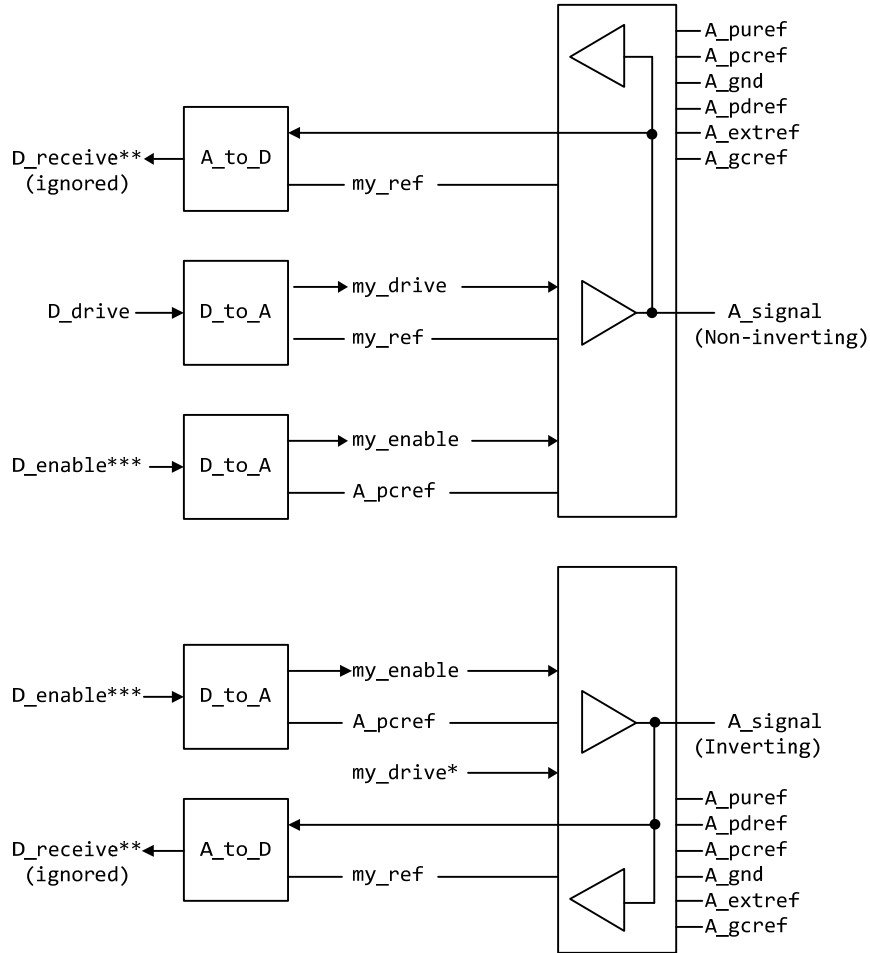 A_puref
A_pcref
A_gnd
A_pdref
A_extref
A_gcref
D_receive**
(ignored)
A_to_D
my_ref
D_drive
D_to_A
my_drive
my_ref
A_signal
(Non-inverting)
D_enable***
D_to_A
my_enable
A_pcref
D_enable***
D_to_A
my_enable
A_pcref
my_drive*
A_signal
(Inverting)
D_receive**
(ignored)
A_to_D
my_ref
A_puref
A_pdref
A_pcref
A_gnd
A_extref
A_gcref